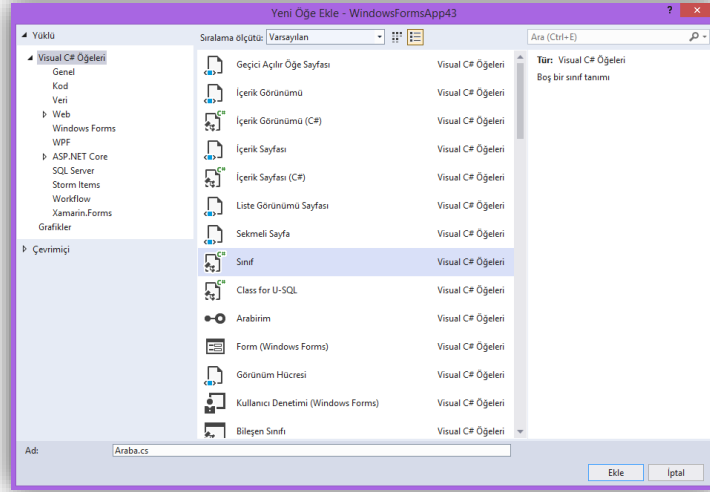 Yeni Öğe Ekle - WindowsFormsApp43
? ×
Yüklü
Sıralama ölçütü: Varsayılan
Ara (Ctrl+E)
Visual C# Öğeleri
Genel
Kod
Veri
Web
Windows Forms
WPF
ASP.NET Core
SQL Server
Storm Items
Workflow
Xamarin.Forms
Grafikler
Çevrimiçi
Geçici Açılır Öğe Sayfası Visual C# Öğeleri
İçerik Görünümü Visual C# Öğeleri
İçerik Görünümü (C#) Visual C# Öğeleri
İçerik Sayfası Visual C# Öğeleri
İçerik Sayfası (C#) Visual C# Öğeleri
Liste Görünümü Sayfası Visual C# Öğeleri
Sekmeli Sayfa Visual C# Öğeleri
Sınıf Visual C# Öğeleri
Class for U-SQL Visual C# Öğeleri
Arabirim Visual C# Öğeleri
Form (Windows Forms) Visual C# Öğeleri
Görünüm Hücresi Visual C# Öğeleri
Kullanıcı Denetimi (Windows Forms) Visual C# Öğeleri
Bileşen Sınıfı Visual C# Öğeleri
Tür: Visual C# Öğeleri
Boş bir sınıf tanımı
Ad: Araba.cs
Ekle İptal